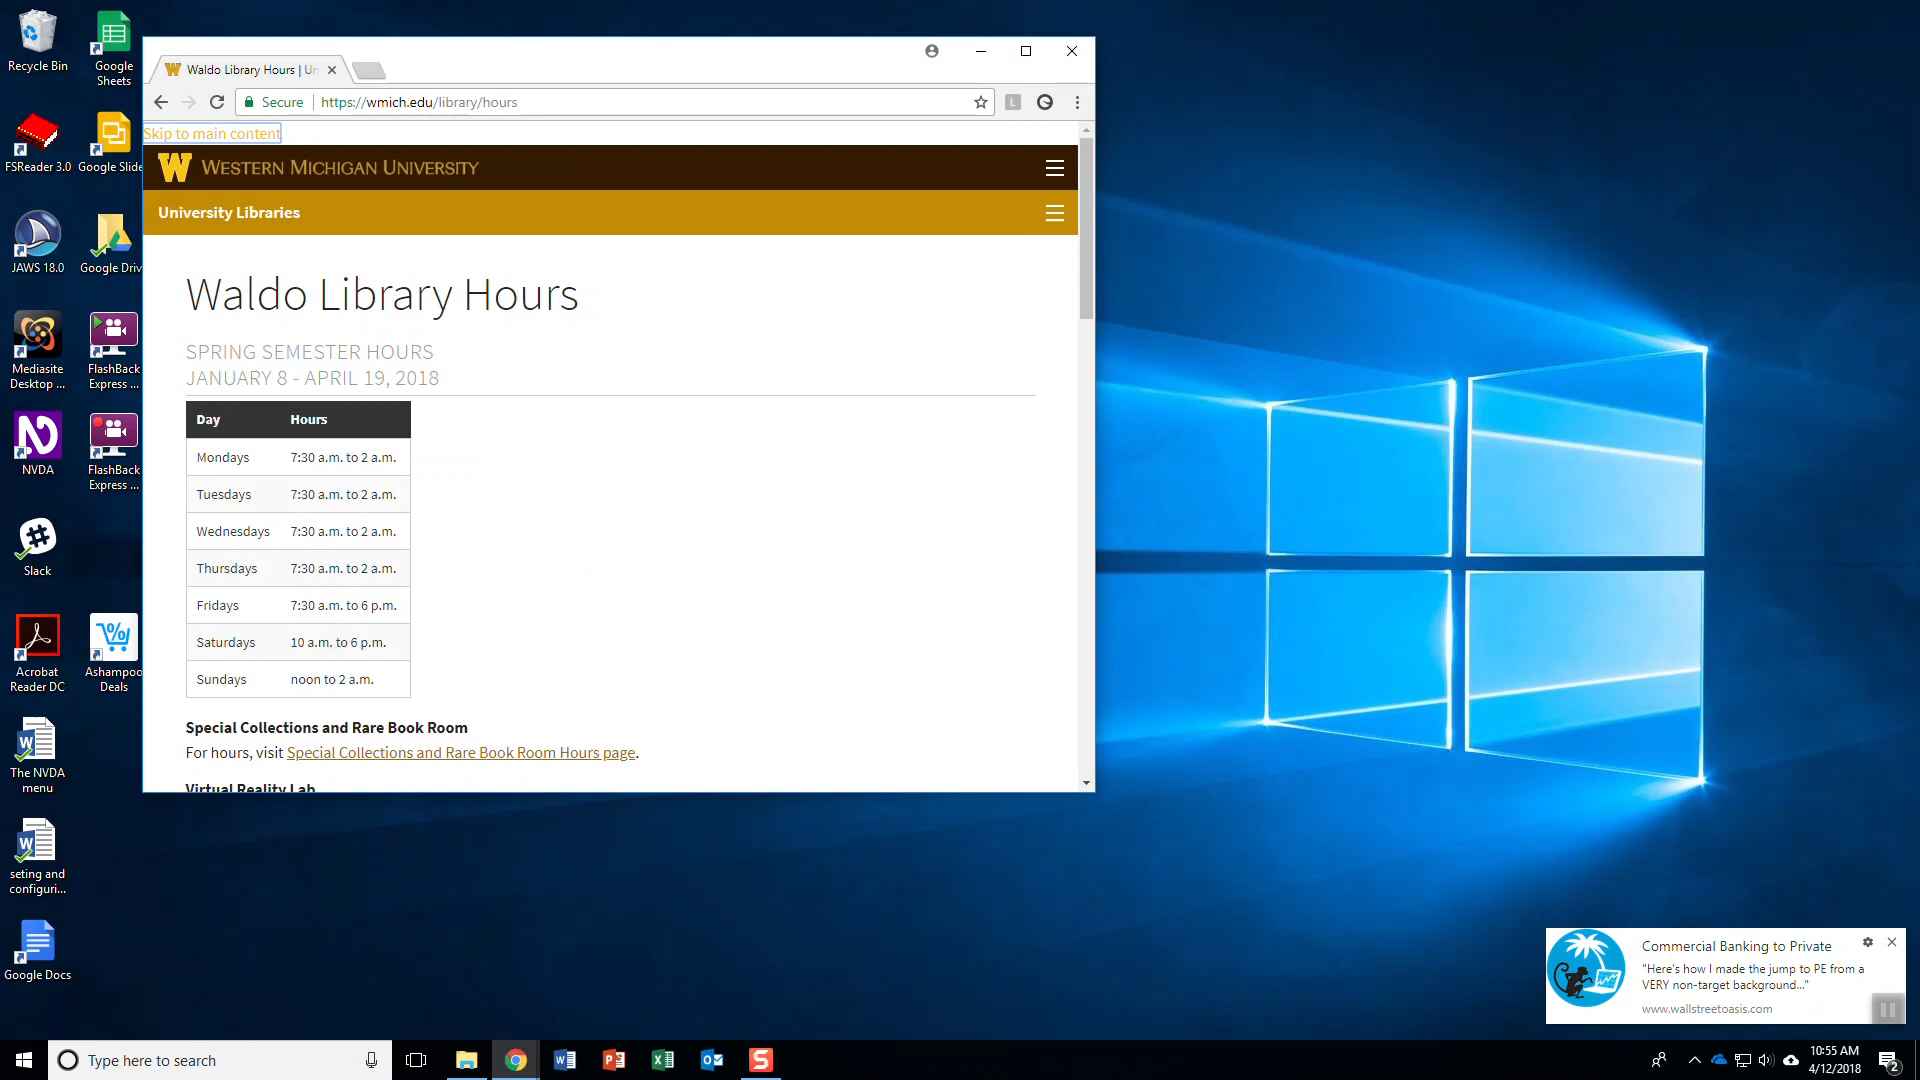 Recycle Bin
Google
Sheets
FSReader 3.0
Google Slide
JAWS 18.0
Google Driv
Mediasite
Desktop ...
FlashBack
Express ...
NVDA
FlashBack
Express ...
Slack
Acrobat
Reader DC
Ashampoo
Deals
The NVDA
menu
seting and
configuri...
Google Docs
Waldo Library Hours | Un
Secure
https://wmich.edu/library/hours
Skip to main content
W WESTERN MICHIGAN UNIVERSITY
University Libraries
Waldo Library Hours
SPRING SEMESTER HOURS
JANUARY 8 - APRIL 19, 2018
Day Hours
Mondays 7:30 a.m. to 2 a.m.
Tuesdays 7:30 a.m. to 2 a.m.
Wednesdays 7:30 a.m. to 2 a.m.
Thursdays 7:30 a.m. to 2 a.m.
Fridays 7:30 a.m. to 6 p.m.
Saturdays 10 a.m. to 6 p.m.
Sundays noon to 2 a.m.
Special Collections and Rare Book Room
For hours, visit Special Collections and Rare Book Room Hours page.
Virtual Reality Lab
Commercial Banking to Private
"Here's how I made the jump to PE from a
VERY non-target background..."
www.wallstreetoasis.com
Type here to search
10:55 AM
4/12/2018
2